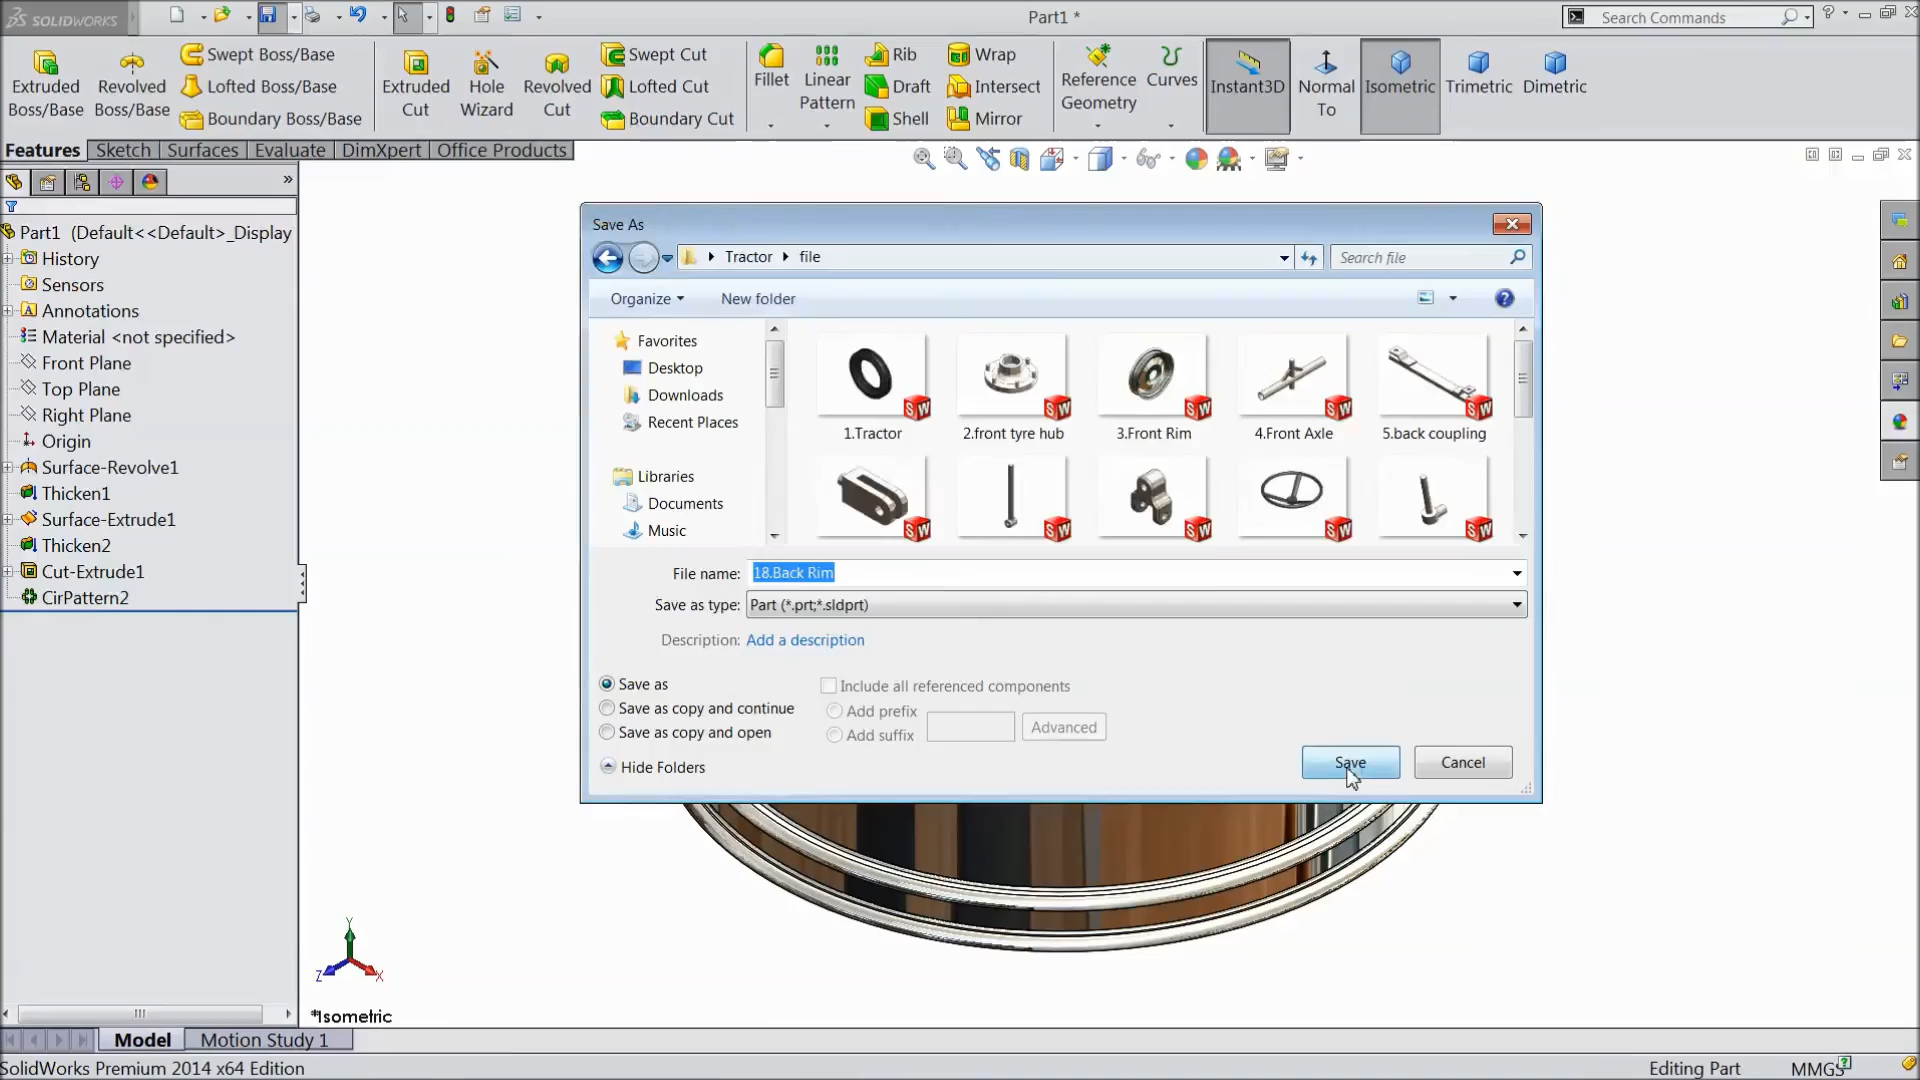 SOLIDWORKS
Part1 *
Search Commands
Extruded Boss/Base
Revolved Boss/Base
Swept Boss/Base
Lofted Boss/Base
Boundary Boss/Base
Extruded Cut
Hole Wizard
Revolved Cut
Swept Cut
Lofted Cut
Boundary Cut
Fillet
Linear Pattern
Rib
Draft
Shell
Wrap
Intersect
Mirror
Reference Geometry
Curves
Instant3D
Normal To
Isometric
Trimetric
Dimetric
Features
Sketch
Surfaces
Evaluate
DimXpert
Office Products
Part1 (Default<<Default>_Display
History
Sensors
Annotations
Material <not specified>
Front Plane
Top Plane
Right Plane
Origin
Surface-Revolve1
Thicken1
Surface-Extrude1
Thicken2
Cut-Extrude1
CirPattern2
Save As
Tractor
file
Search file
Organize
New folder
Favorites
Desktop
Downloads
Recent Places
Libraries
Documents
Music
1.Tractor
2.front tyre hub
3.Front Rim
4.Front Axle
5.back coupling
File name: 18.Back Rim
Save as type: Part (*.prt;*.sldprt)
Description: Add a description
Save as
Save as copy and continue
Save as copy and open
Include all referenced components
Add prefix
Add suffix
Advanced
Hide Folders
Save
Cancel
Y
Z
X
*Isometric
Model
Motion Study 1
SolidWorks Premium 2014 x64 Edition
Editing Part
MMGS